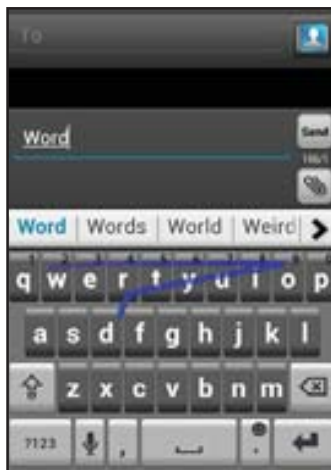 To
Word
Send
Word Words World Weird
q w e r t y u i o p
a s d f g h j k l
z x c v b n m
?123 , .